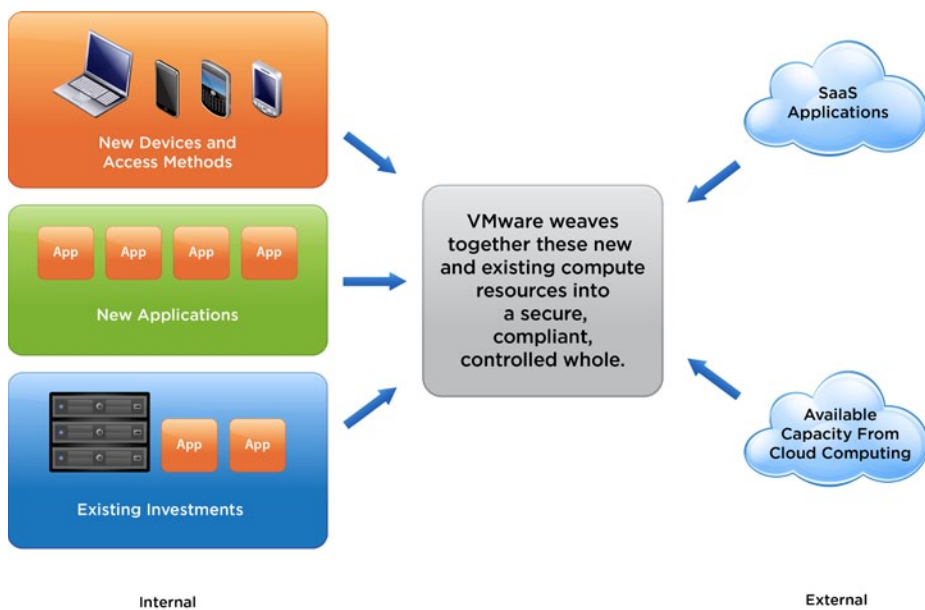 New Devices and
Access Methods
App
App
App
App
New Applications
App
App
Existing Investments
Internal
VMware weaves
together these new
and existing compute
resources into
a secure,
compliant,
controlled whole.
SaaS
Applications
Available
Capacity From
Cloud Computing
External